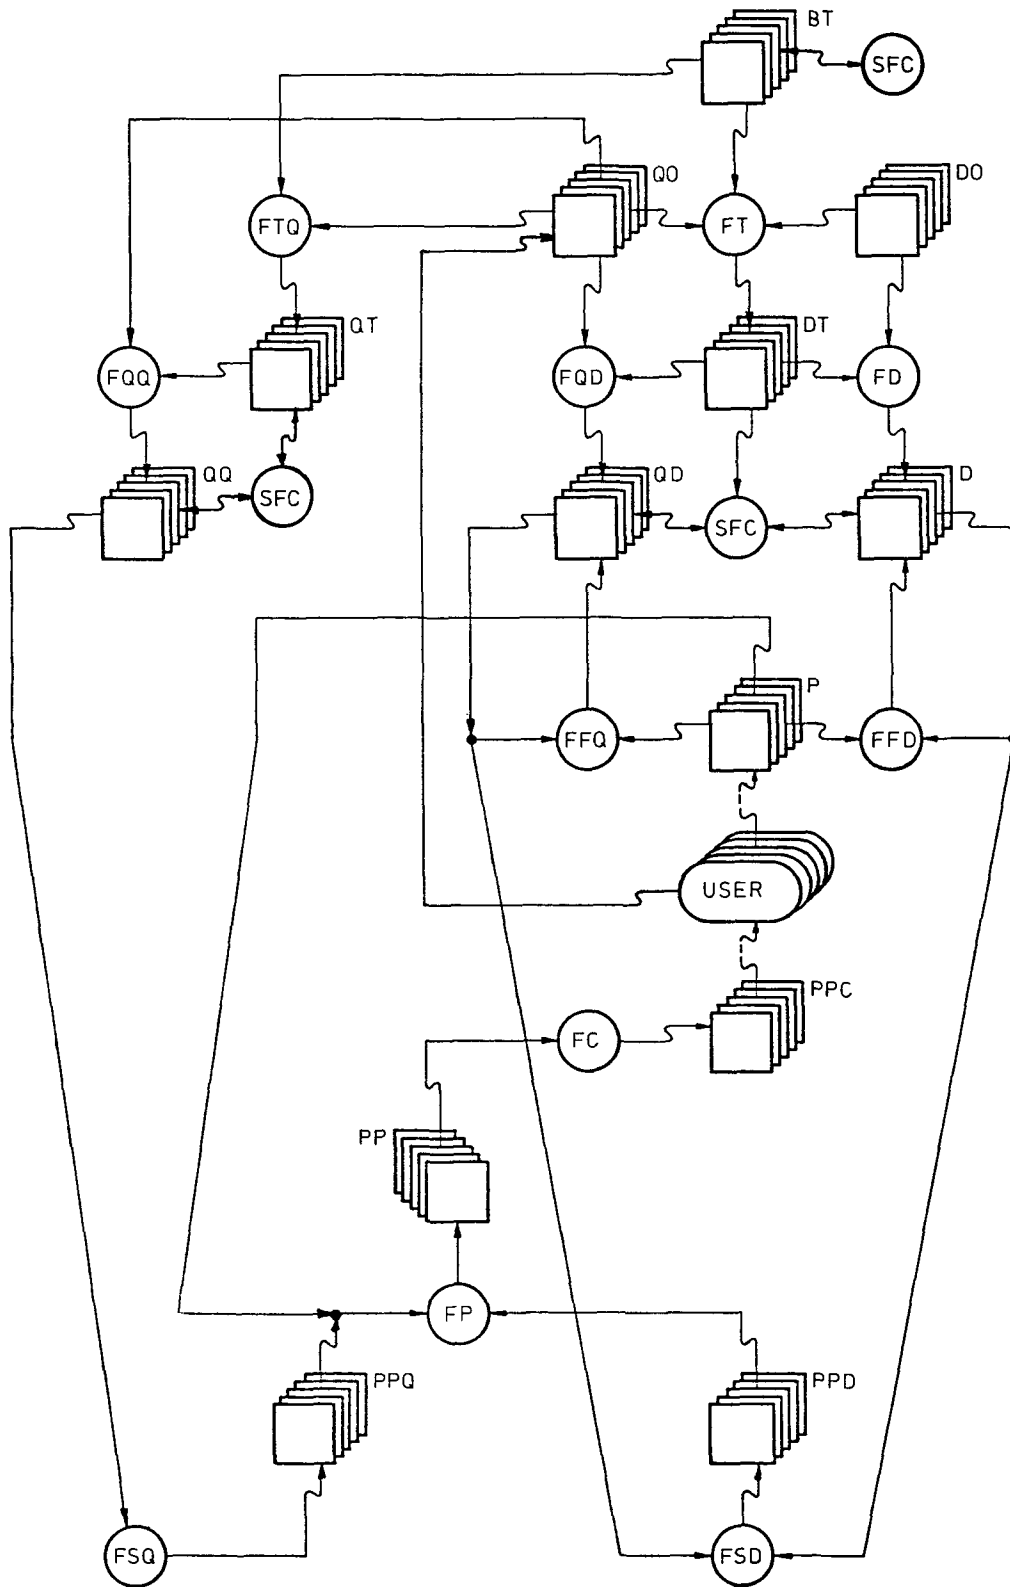 BT
SFC
QO
DO
FTQ
FT
QT
DT
FQQ
FQD
FD
QQ
SFC
QD
SFC
D
P
FFQ
FFD
USER
PPC
FC
PP
FP
PPQ
PPD
FSQ
FSD